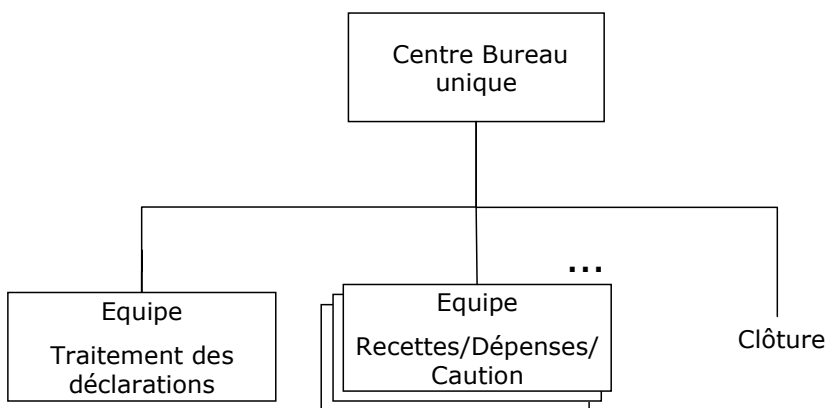 Centre Bureau
unique
...
Equipe
Traitement des
déclarations
Equipe
Recettes/Dépenses/
Caution
Clôture